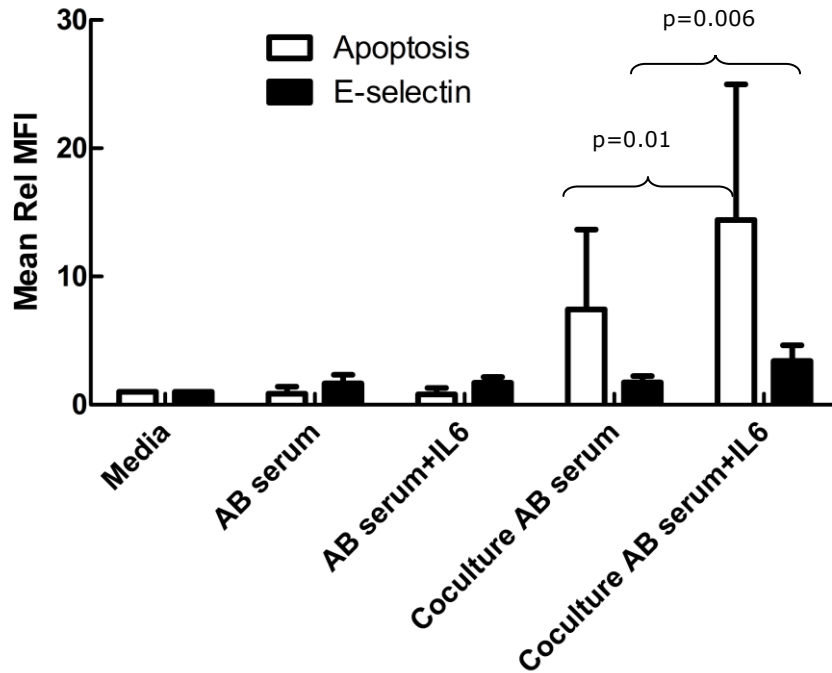 p=0.006
30
Apoptosis
E-selectin
p=0.01
20
10
0
Mean Rel MFI
Media
AB serum
AB serum+IL6
Coculture AB serum
Coculture AB serum+IL6